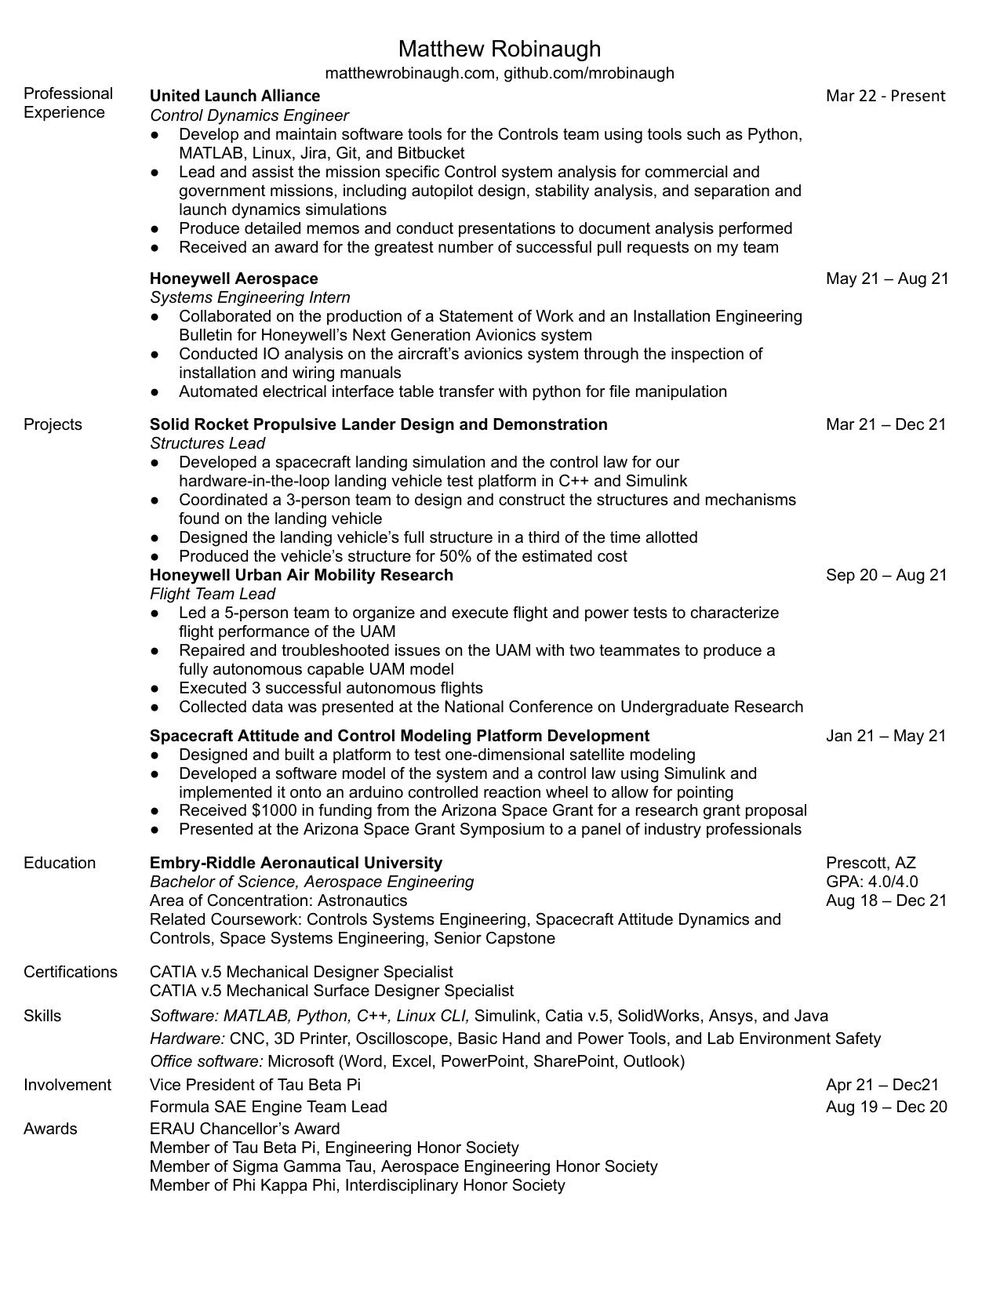 Matthew Robinaugh
matthewrobinaugh.com, github.com/mrobinaugh
Professional
Experience
United Launch Alliance Mar 22 - Present
Control Dynamics Engineer
● Develop and maintain software tools for the Controls team using tools such as Python,
MATLAB, Linux, Jira, Git, and Bitbucket
● Lead and assist the mission specific Control system analysis for commercial and
government missions, including autopilot design, stability analysis, and separation and
launch dynamics simulations
● Produce detailed memos and conduct presentations to document analysis performed
● Received an award for the greatest number of successful pull requests on my team
Honeywell Aerospace May 21 – Aug 21
Systems Engineering Intern
● Collaborated on the production of a Statement of Work and an Installation Engineering
Bulletin for Honeywell’s Next Generation Avionics system
● Conducted IO analysis on the aircraft’s avionics system through the inspection of
installation and wiring manuals
● Automated electrical interface table transfer with python for file manipulation
Projects Solid Rocket Propulsive Lander Design and Demonstration Mar 21 – Dec 21
Structures Lead
● Developed a spacecraft landing simulation and the control law for our
hardware-in-the-loop landing vehicle test platform in C++ and Simulink
● Coordinated a 3-person team to design and construct the structures and mechanisms
found on the landing vehicle
● Designed the landing vehicle’s full structure in a third of the time allotted
● Produced the vehicle’s structure for 50% of the estimated cost
Honeywell Urban Air Mobility Research Sep 20 – Aug 21
Flight Team Lead
● Led a 5-person team to organize and execute flight and power tests to characterize
flight performance of the UAM
● Repaired and troubleshooted issues on the UAM with two teammates to produce a
fully autonomous capable UAM model
● Executed 3 successful autonomous flights
● Collected data was presented at the National Conference on Undergraduate Research
Spacecraft Attitude and Control Modeling Platform Development Jan 21 – May 21
● Designed and built a platform to test one-dimensional satellite modeling
● Developed a software model of the system and a control law using Simulink and
implemented it onto an arduino controlled reaction wheel to allow for pointing
● Received $1000 in funding from the Arizona Space Grant for a research grant proposal
● Presented at the Arizona Space Grant Symposium to a panel of industry professionals
Education Embry-Riddle Aeronautical University Prescott, AZ
Bachelor of Science, Aerospace Engineering GPA: 4.0/4.0
Area of Concentration: Astronautics Aug 18 – Dec 21
Related Coursework: Controls Systems Engineering, Spacecraft Attitude Dynamics and
Controls, Space Systems Engineering, Senior Capstone
Certifications CATIA v.5 Mechanical Designer Specialist
CATIA v.5 Mechanical Surface Designer Specialist
Skills Software: MATLAB, Python, C++, Linux CLI, Simulink, Catia v.5, SolidWorks, Ansys, and Java
Hardware: CNC, 3D Printer, Oscilloscope, Basic Hand and Power Tools, and Lab Environment Safety
Office software: Microsoft (Word, Excel, PowerPoint, SharePoint, Outlook)
Involvement Vice President of Tau Beta Pi Apr 21 – Dec21
Formula SAE Engine Team Lead Aug 19 – Dec 20
Awards ERAU Chancellor’s Award
Member of Tau Beta Pi, Engineering Honor Society
Member of Sigma Gamma Tau, Aerospace Engineering Honor Society
Member of Phi Kappa Phi, Interdisciplinary Honor Society